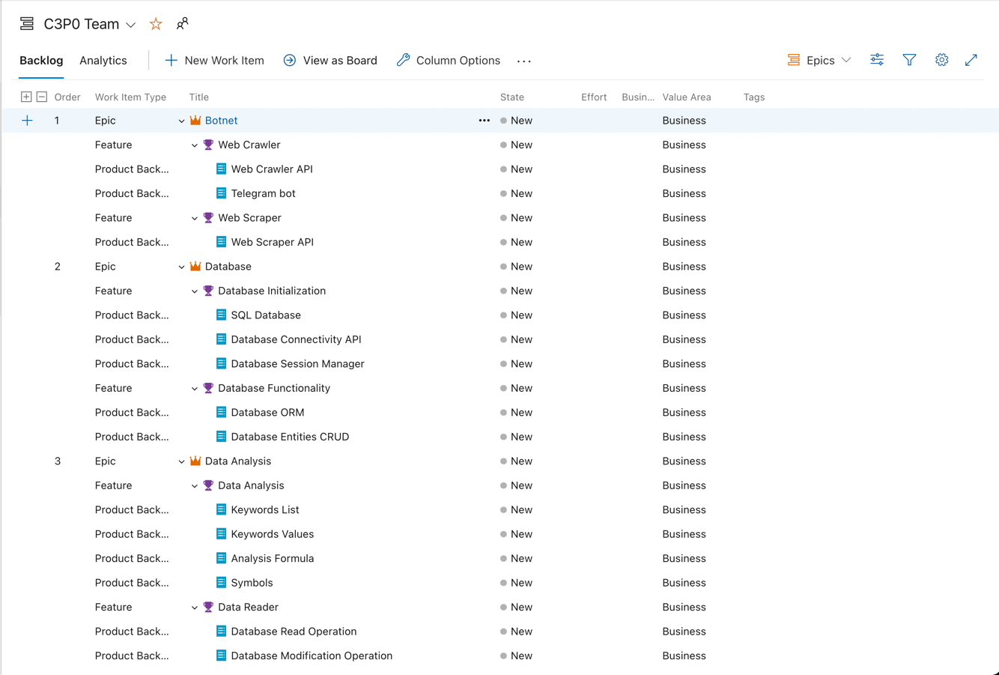 C3P0 Team
Backlog Analytics New Work Item View as Board Column Options ... Epics
Order Work Item Type Title State Effort Busin... Value Area Tags
1 Epic Botnet ... New Business
Feature Web Crawler New Business
Product Back... Web Crawler API New Business
Product Back... Telegram bot New Business
Feature Web Scraper New Business
Product Back... Web Scraper API New Business
2 Epic Database New Business
Feature Database Initialization New Business
Product Back... SQL Database New Business
Product Back... Database Connectivity API New Business
Product Back... Database Session Manager New Business
Feature Database Functionality New Business
Product Back... Database ORM New Business
Product Back... Database Entities CRUD New Business
3 Epic Data Analysis New Business
Feature Data Analysis New Business
Product Back... Keywords List New Business
Product Back... Keywords Values New Business
Product Back... Analysis Formula New Business
Product Back... Symbols New Business
Feature Data Reader New Business
Product Back... Database Read Operation New Business
Product Back... Database Modification Operation New Business